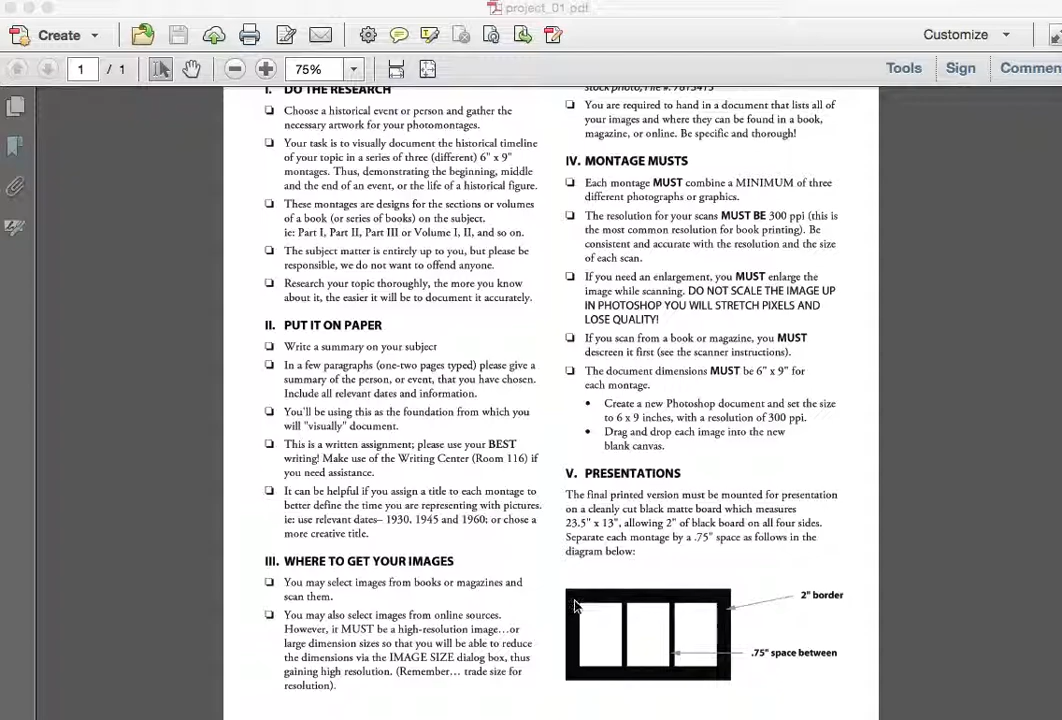 project_01.pdf
Create
Customize
1 / 1
75%
Tools
Sign
Commen
I. DO THE RESEARCH
Choose a historical event or person and gather the
necessary artwork for your photomontages.
Your task is to visually document the historical timeline
of your topic in a series of three (different) 6" x 9"
montages. Thus, demonstrating the beginning, middle
and the end of an event, or the life of a historical figure.
These montages are designs for the sections or volumes
of a book (or series of books) on the subject.
ie: Part I, Part II, Part III or Volume I, II, and so on.
The subject matter is entirely up to you, but please be
responsible, we do not want to offend anyone.
Research your topic thoroughly, the more you know
about it, the easier it will be to document it accurately.
II. PUT IT ON PAPER
Write a summary on your subject
In a few paragraphs (one-two pages typed) please give a
summary of the person, or event, that you have chosen.
Include all relevant dates and information.
You'll be using this as the foundation from which you
will "visually" document.
This is a written assignment; please use your BEST
writing! Make use of the Writing Center (Room 116) if
you need assistance.
It can be helpful if you assign a title to each montage to
better define the time you are representing with pictures.
ie: use relevant dates– 1930, 1945 and 1960; or chose a
more creative title.
III. WHERE TO GET YOUR IMAGES
You may select images from books or magazines and
scan them.
You may also select images from online sources.
However, it MUST be a high-resolution image...or
large dimension sizes so that you will be able to reduce
the dimensions via the IMAGE SIZE dialog box, thus
gaining high resolution. (Remember... trade size for
resolution).
stock photo, File #: 7613413
You are required to hand in a document that lists all of
your images and where they can be found in a book,
magazine, or online. Be specific and thorough!
IV. MONTAGE MUSTS
Each montage MUST combine a MINIMUM of three
different photographs or graphics.
The resolution for your scans MUST BE 300 ppi (this is
the most common resolution for book printing). Be
consistent and accurate with the resolution and the size
of each scan.
If you need an enlargement, you MUST enlarge the
image while scanning. DO NOT SCALE THE IMAGE UP
IN PHOTOSHOP YOU WILL STRETCH PIXELS AND
LOSE QUALITY!
If you scan from a book or magazine, you MUST
descreen it first (see the scanner instructions).
The document dimensions MUST be 6" x 9" for
each montage.
• Create a new Photoshop document and set the size
to 6 x 9 inches, with a resolution of 300 ppi.
• Drag and drop each image into the new
blank canvas.
V. PRESENTATIONS
The final printed version must be mounted for presentation
on a cleanly cut black matte board which measures
23.5" x 13", allowing 2" of black board on all four sides.
Separate each montage by a .75" space as follows in the
diagram below:
2" border
.75" space between